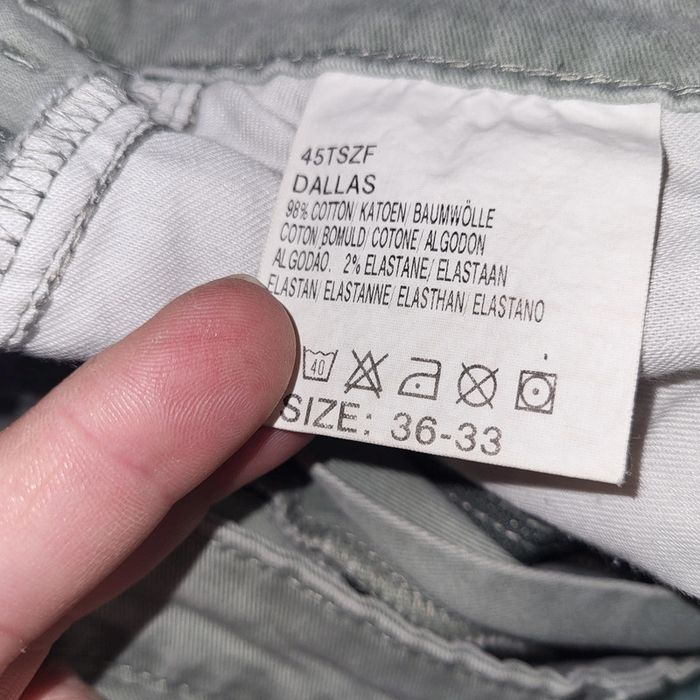 45TSZF
DALLAS
98% COTTON/ KATOEN/ BAUMWÖLLE
COTON/BOMULD/ COTONE/ ALGODON
ALGODÃO. 2% ELASTANE/ ELASTAAN
ELASTAN/ ELASTANNE/ ELASTHAN/ ELASTANO
40
SIZE: 36-33